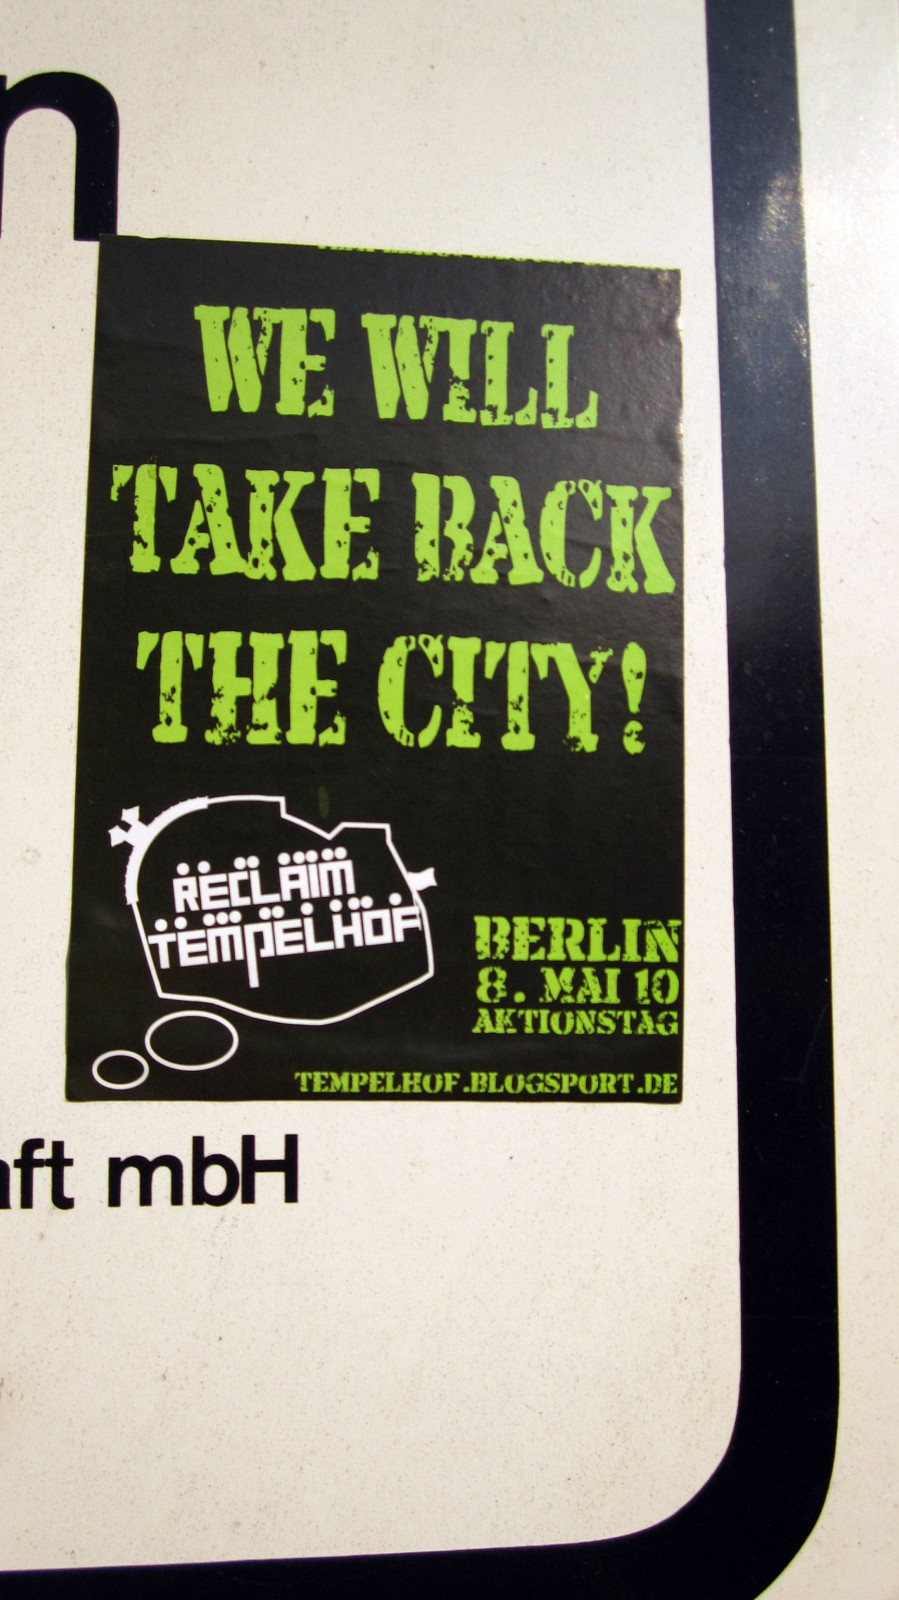 n
WE WILL
TAKE BACK
THE CITY!
RECLAIM
TEMPELHOF
BERLIN
8. MAI 10
AKTIONSTAG
TEMPELHOF.BLOGSPORT.DE
aft mbH